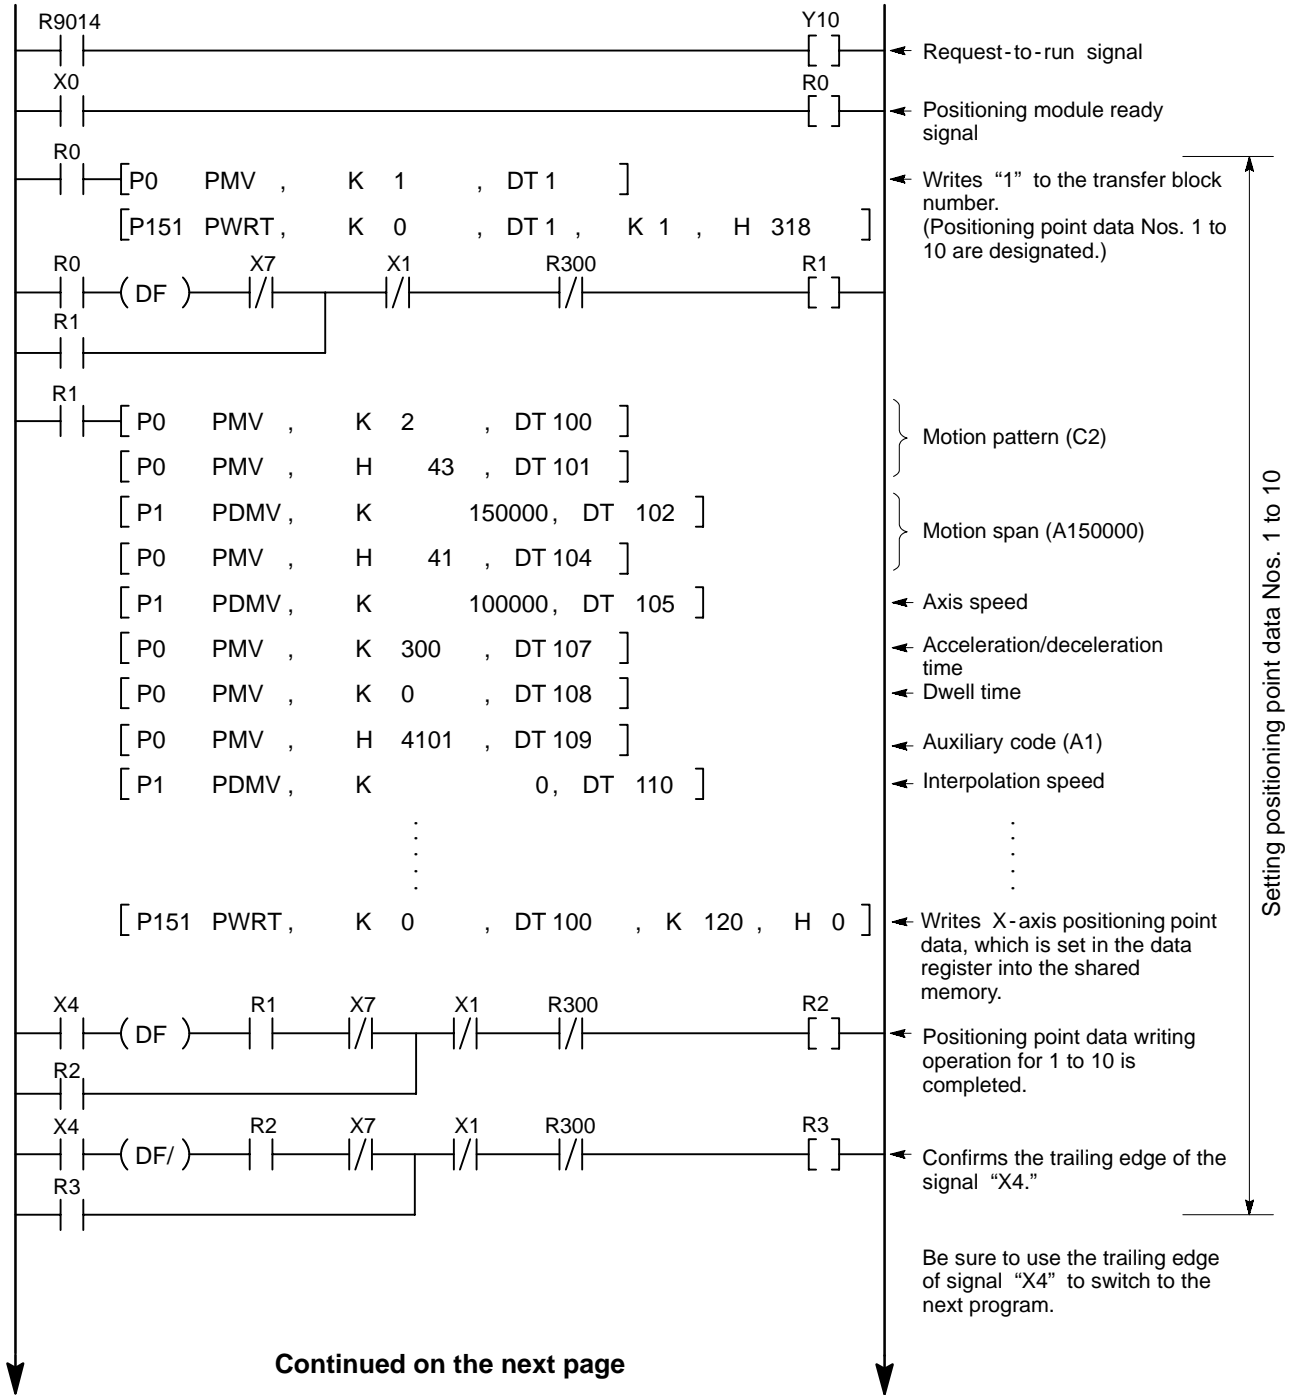 R9014 Y10
Request-to-run signal
X0 R0
Positioning module ready
signal
R0
[P0 PMV , K 1 , DT 1 ]
Writes “1” to the transfer block
number.
[P151 PWRT, K 0 , DT 1 , K 1 , H 318 ]
(Positioning point data Nos. 1 to
10 are designated.)
R0 X7 X1 R300 R1
( DF )
R1
R1
[ P0 PMV , K 2 , DT 100 ]
Motion pattern (C2)
[ P0 PMV , H 43 , DT 101 ]
[ P1 PDMV, K 150000, DT 102 ]
Motion span (A150000)
[ P0 PMV , H 41 , DT 104 ]
[ P1 PDMV, K 100000, DT 105 ]
Axis speed
[ P0 PMV , K 300 , DT 107 ]
Acceleration/deceleration
time
[ P0 PMV , K 0 , DT 108 ]
Dwell time
[ P0 PMV , H 4101 , DT 109 ]
Auxiliary code (A1)
[ P1 PDMV, K 0, DT 110 ]
Interpolation speed
[ P151 PWRT, K 0 , DT 100 , K 120 , H 0 ]
Writes X-axis positioning point
data, which is set in the data
register into the shared
memory.
X4 R1 X7 X1 R300 R2
( DF )
Positioning point data writing
operation for 1 to 10 is
completed.
R2
X4 R2 X7 X1 R300 R3
( DF/ )
Confirms the trailing edge of the
signal “X4.”
R3
Setting positioning point data Nos. 1 to 10
Be sure to use the trailing edge
of signal “X4” to switch to the
next program.
Continued on the next page